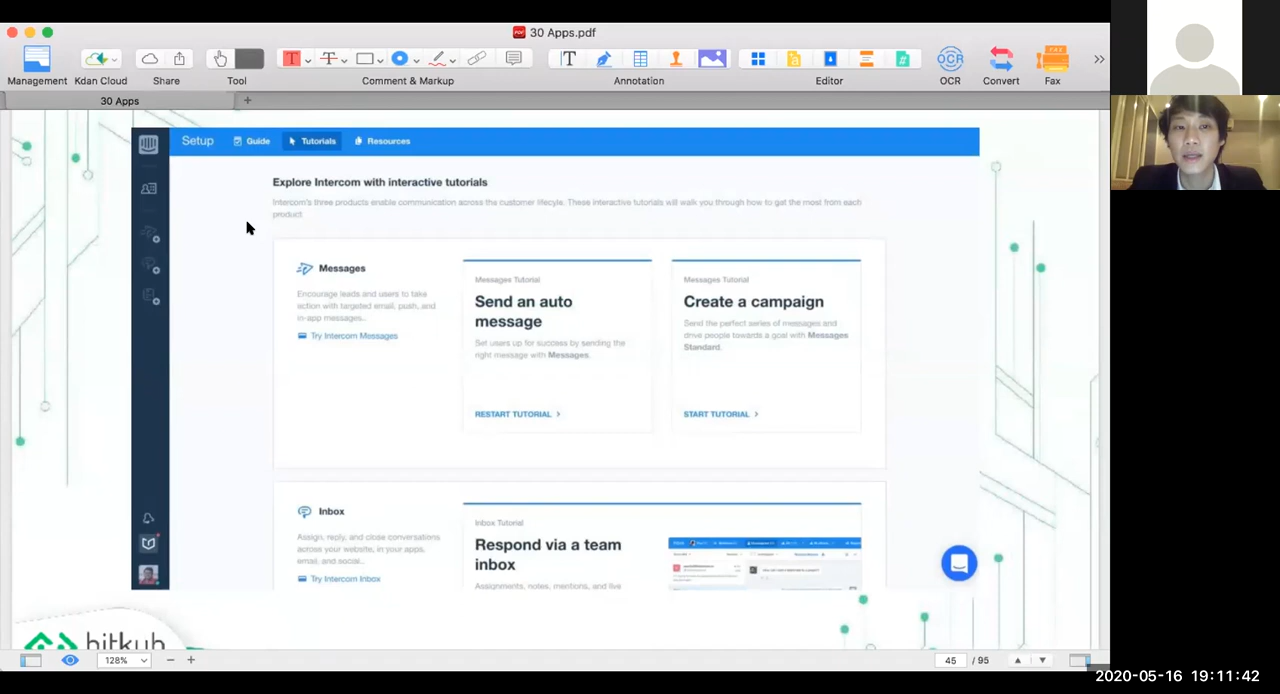 30 Apps.pdf
Management
Kdan Cloud
Share
Tool
Comment & Markup
Annotation
Editor
OCR
OCR
Convert
FAX
Fax
30 Apps
Setup
Guide
Tutorials
Resources
Explore Intercom with interactive tutorials
Intercom's three products enable communication across the customer lifecyle. These interactive tutorials will walk you through how to get the most from each
product
Messages
Encourage leads and users to take
action with targeted email, push, and
in-app messages..
Try Intercom Messages
Messages Tutorial
Send an auto
message
Set users up for success by sending the
right message with Messages.
RESTART TUTORIAL >
Messages Tutorial
Create a campaign
Send the perfect series of messages and
drive people towards a goal with Messages
Standard.
START TUTORIAL >
Inbox
Assign, reply, and close conversations
across your website, in your apps,
email, and social..
Try Intercom Inbox
Inbox Tutorial
Respond via a team
inbox
Assignments, notes, mentions, and live
bitkub
128%
45 / 95
2020-05-16 19:11:42